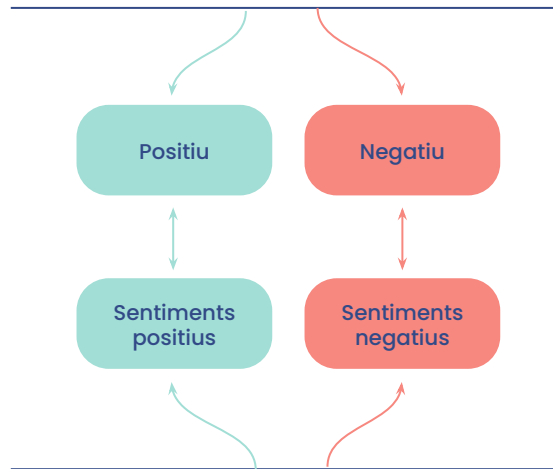 Positiu
Negatiu
Sentiments
positius
Sentiments
negatius